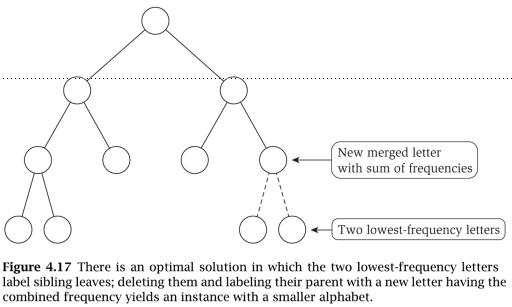 New merged letter
with sum of frequencies
Two lowest-frequency letters
Figure 4.17 There is an optimal solution in which the two lowest-frequency letters
label sibling leaves; deleting them and labeling their parent with a new letter having the
combined frequency yields an instance with a smaller alphabet.